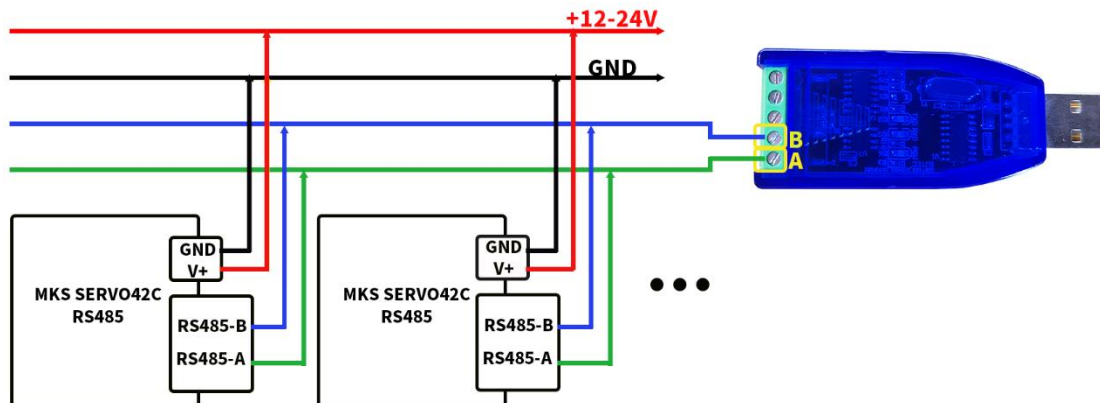 +12-24V
GND
B
A
GND
V+
MKS SERVO42C
RS485
RS485-B
RS485-A
GND
V+
MKS SERVO42C
RS485
RS485-B
RS485-A